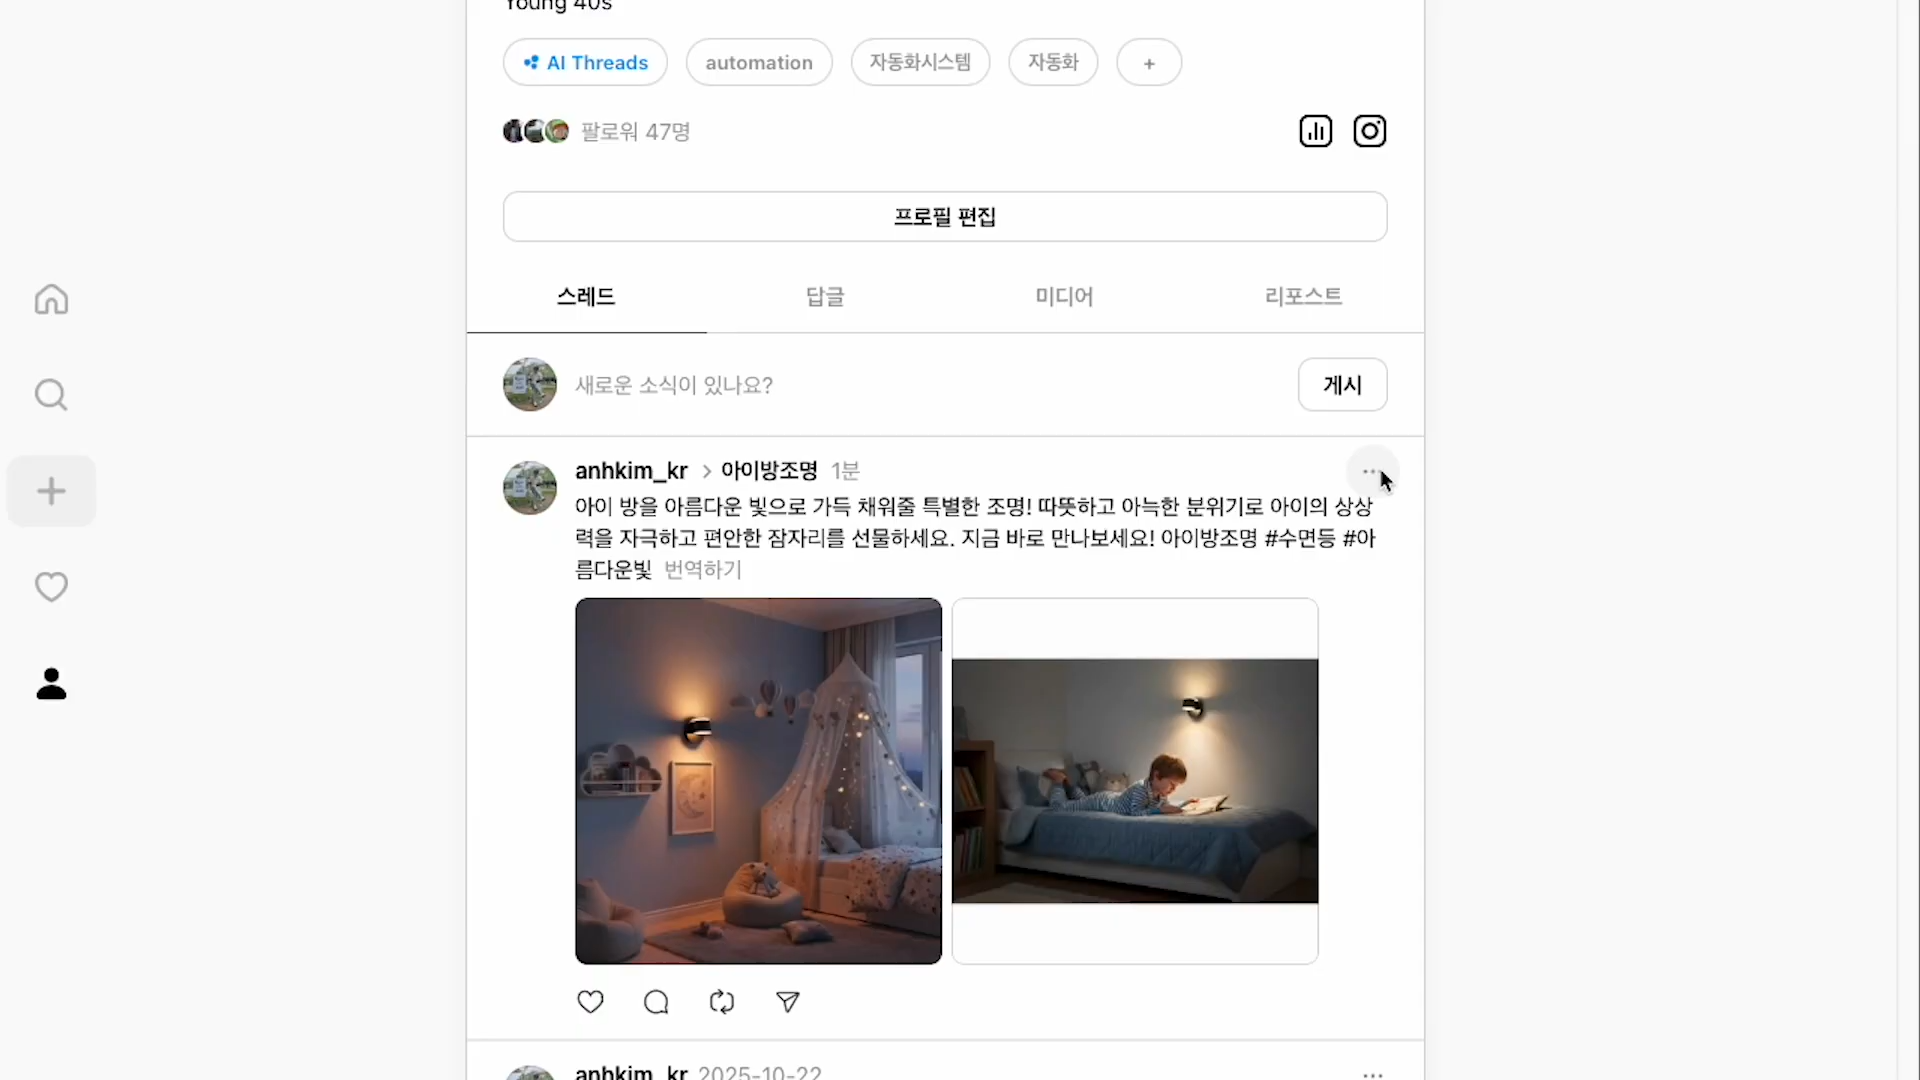 Young 40s
AI Threads
automation
자동화시스템
자동화
+
팔로워 47명
프로필 편집
스레드
답글
미디어
리포스트
새로운 소식이 있나요?
게시
anhkim_kr > 아이방조명 1분
아이 방을 아름다운 빛으로 가득 채워줄 특별한 조명! 따뜻하고 아늑한 분위기로 아이의 상상
력을 자극하고 편안한 잠자리를 선물하세요. 지금 바로 만나보세요! 아이방조명 #수면등 #아
름다운빛 번역하기
anhkim_kr 2025-10-22